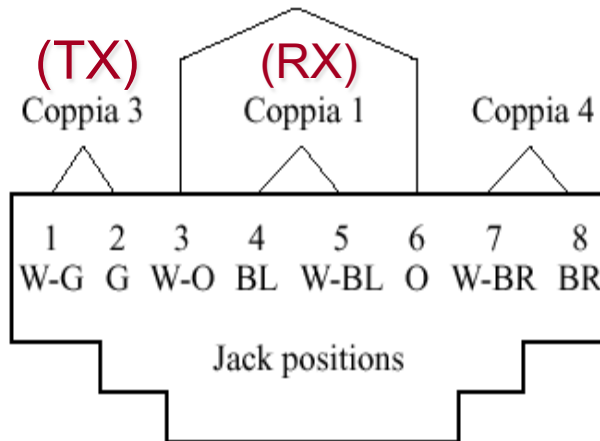 (TX) (RX)
Coppia 3 Coppia 1 Coppia 4
1 2 3 4 5 6 7 8
W-G G W-O BL W-BL O W-BR BR
Jack positions